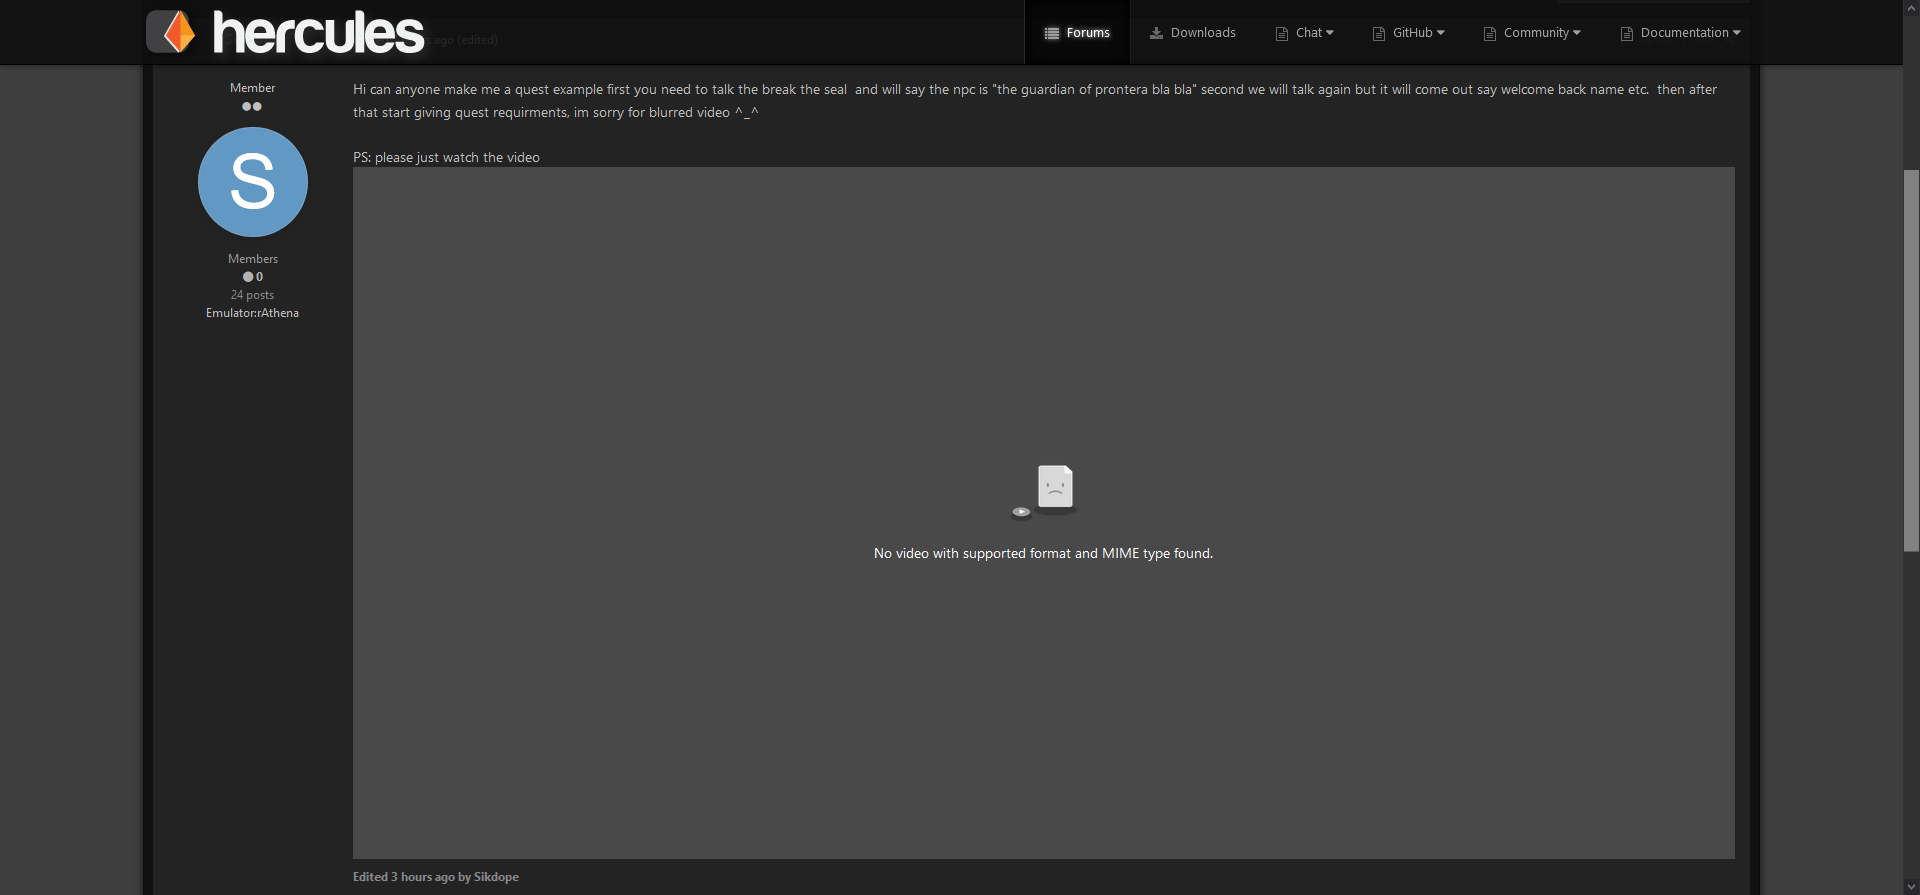 hercules
ago (edited)
Forums
Downloads
Chat
GitHub
Community
Documentation
Member
S
Members
0
24 posts
Emulator:rAthena
Hi can anyone make me a quest example first you need to talk the break the seal  and will say the npc is "the guardian of prontera bla bla" second we will talk again but it will come out say welcome back name etc.  then after
that start giving quest requirments, im sorry for blurred video ^_^
PS: please just watch the video
No video with supported format and MIME type found.
Edited 3 hours ago by Sikdope